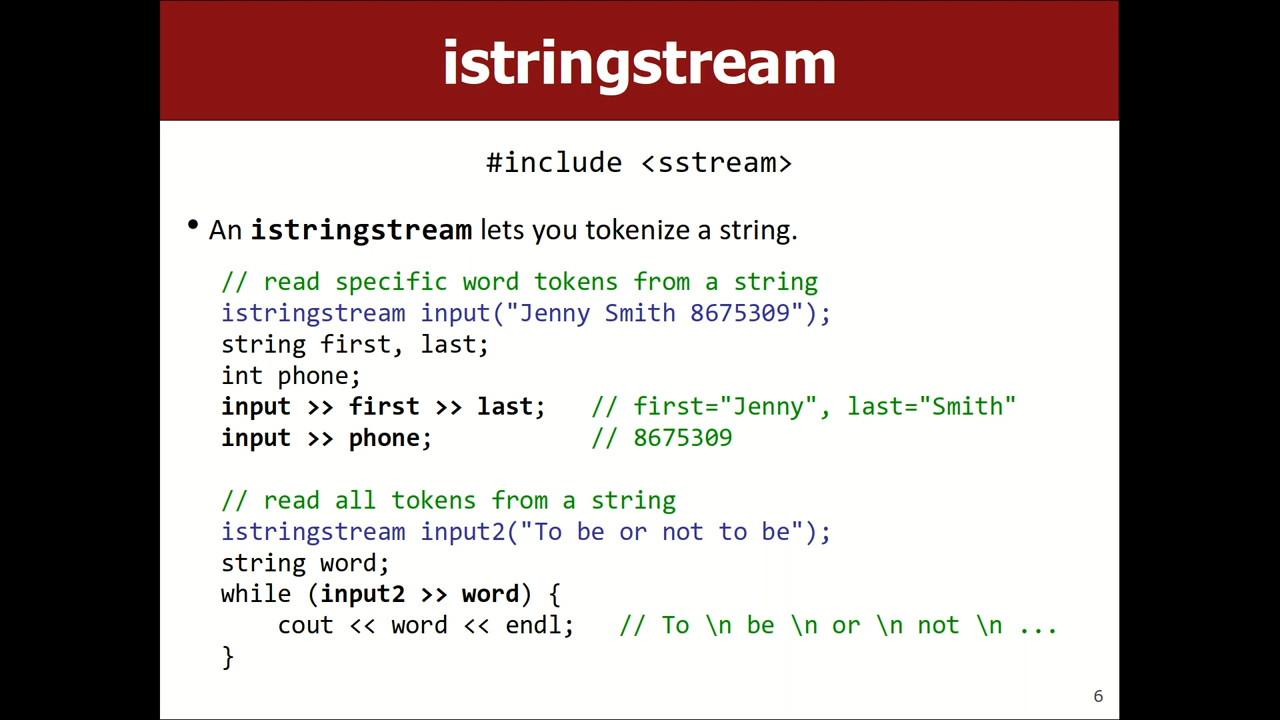 istringstream
#include <sstream>
• An istringstream lets you tokenize a string.
// read specific word tokens from a string
istringstream input("Jenny Smith 8675309");
string first, last;
int phone;
input >> first >> last;   // first="Jenny", last="Smith"
input >> phone;           // 8675309
// read all tokens from a string
istringstream input2("To be or not to be");
string word;
while (input2 >> word) {
    cout << word << endl;   // To \n be \n or \n not \n ...
}
6